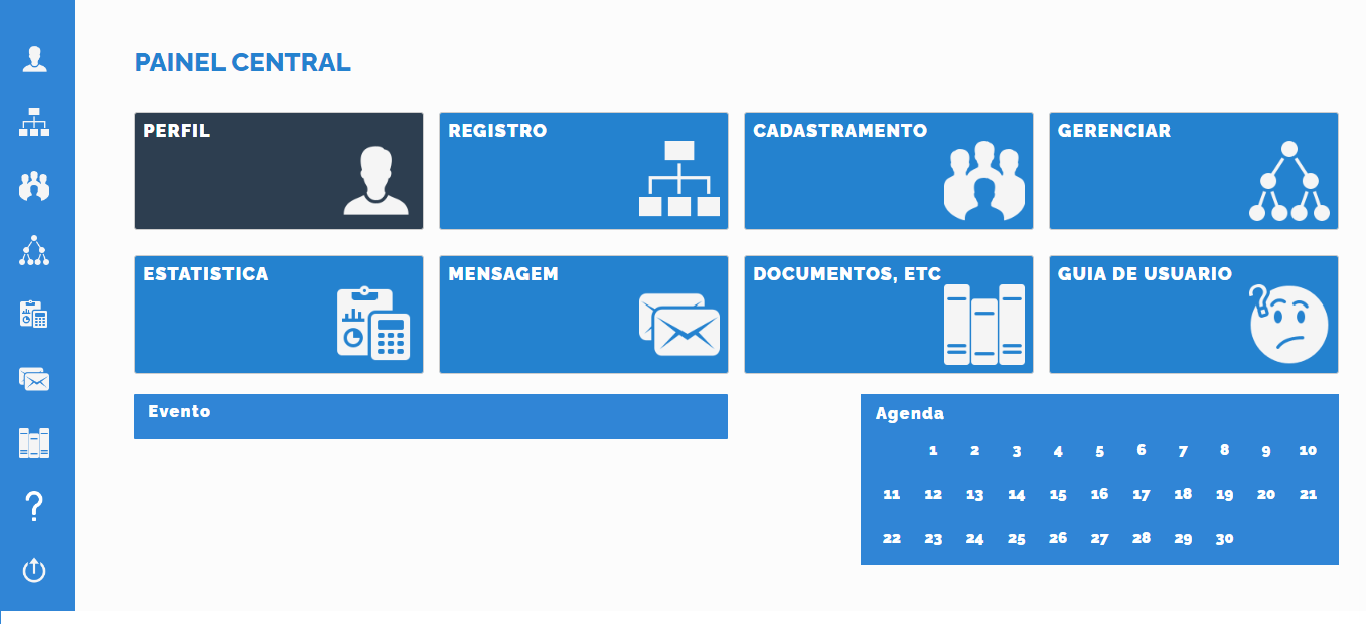 PAINEL CENTRAL
PERFIL
REGISTRO
CADASTRAMENTO
GERENCIAR
ESTATISTICA
MENSAGEM
DOCUMENTOS, ETC
GUIA DE USUARIO
?
?
Evento
Agenda
1 2 3 4 5 6 7 8 9 10
11 12 13 14 15 16 17 18 19 20 21
22 23 24 25 26 27 28 29 30